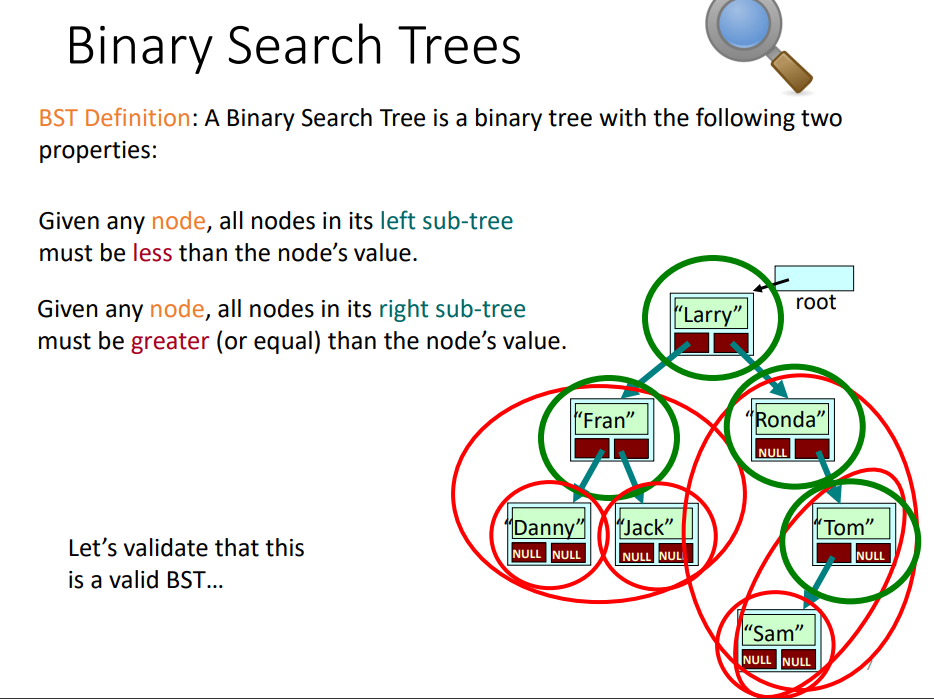 Binary Search Trees
BST Definition: A Binary Search Tree is a binary tree with the following two
properties:
Given any node, all nodes in its left sub-tree
must be less than the node’s value.
Given any node, all nodes in its right sub-tree
must be greater (or equal) than the node’s value.
root
“Larry”
“Fran”
“Ronda”
NULL
“Danny”
NULL NULL
“Jack”
NULL NULL
“Tom”
NULL
Let’s validate that this
is a valid BST...
“Sam”
NULL NULL
7